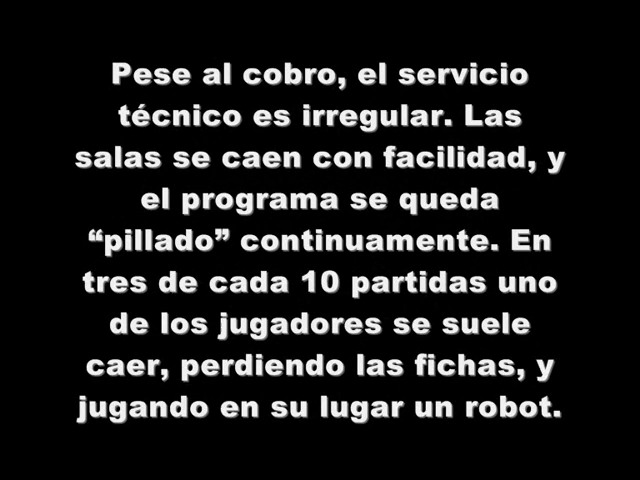 Pese al cobro, el servicio
técnico es irregular. Las
salas se caen con facilidad, y
el programa se queda
“pillado” continuamente. En
tres de cada 10 partidas uno
de los jugadores se suele
caer, perdiendo las fichas, y
jugando en su lugar un robot.